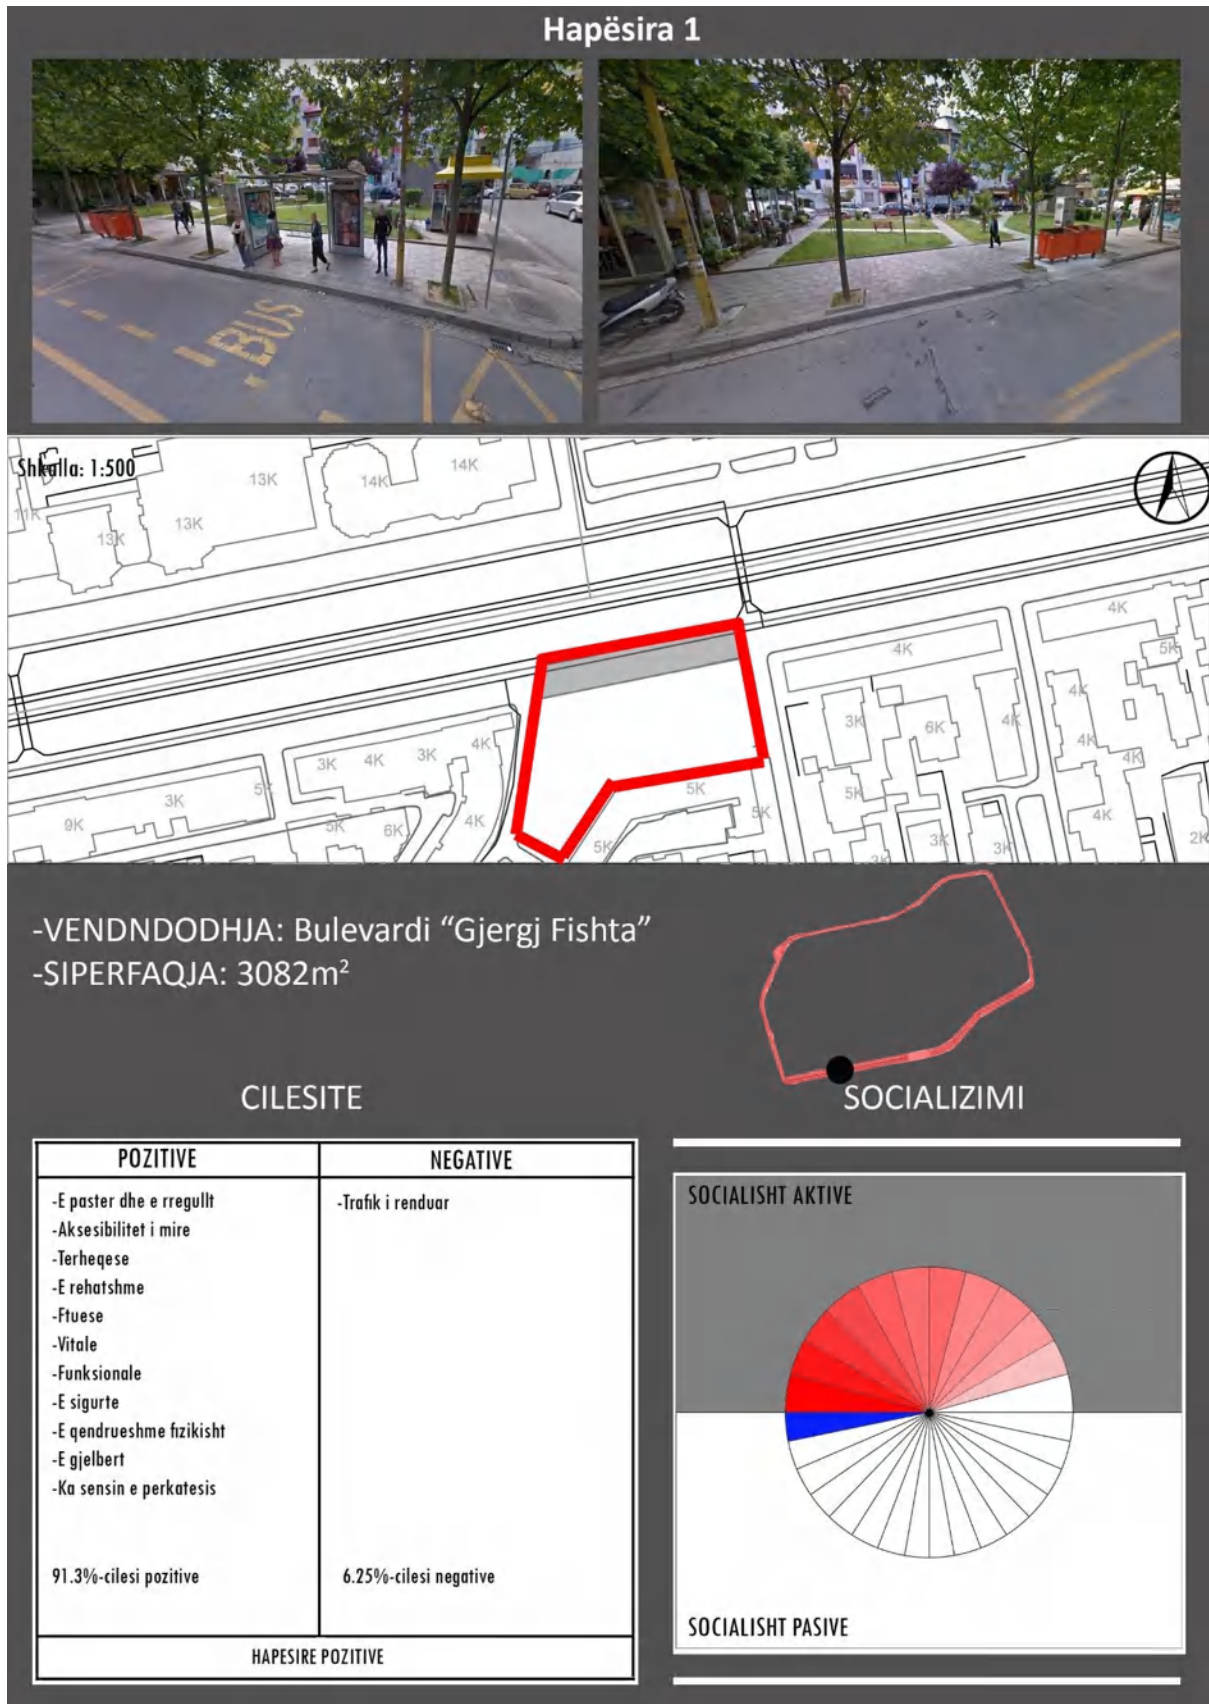 Hapësira 1
BUS
Shkalla: 1:500
13K
14K
14K
11K
13K
13K
4K
4K
5K
4K
3K
6K
4K
4K
4K
4K
3K
4K
3K
5K
5K
5K
3K
9K
5K
6K
4K
5K
5K
4K
3K
3K
3K
2K
-VENDNDODHJA: Bulevardi “Gjergj Fishta”
-SIPERFAQJA: 3082m²
CILESITE
SOCIALIZIMI
POZITIVE
NEGATIVE
-E paster dhe e rregullt
-Aksesibilitet i mire
-Terheqese
-E rehatshme
-Ftuese
-Vitale
-Funksionale
-E sigurte
-E qendrueshme fizikisht
-E gjelbert
-Ka sensin e perkatesis
-Trafik i renduar
91.3%-cilesi pozitive
6.25%-cilesi negative
HAPESIRE POZITIVE
SOCIALISHT AKTIVE
SOCIALISHT PASIVE